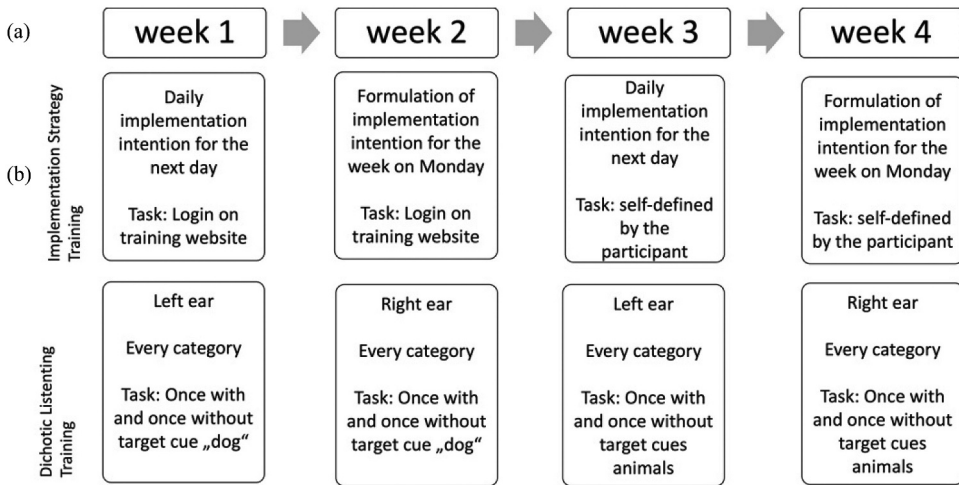 (a)
week 1
week 2
week 3
week 4
(b)
Implementation Strategy
Training
Daily
implementation
intention for the
next day
Task: Login on
training website
Formulation of
implementation
intention for the
week on Monday
Task: Login on
training website
Daily
implementation
intention for the
next day
Task: self-defined
by the
participant
Formulation of
implementation
intention for the
week on Monday
Task: self-defined
by the participant
Dichotic Listenting
Training
Left ear
Every category
Task: Once with
and once without
target cue „dog“
Right ear
Every category
Task: Once with
and once without
target cue „dog“
Left ear
Every category
Task: Once with
and once without
target cues
animals
Right ear
Every category
Task: Once with
and once without
target cues
animals